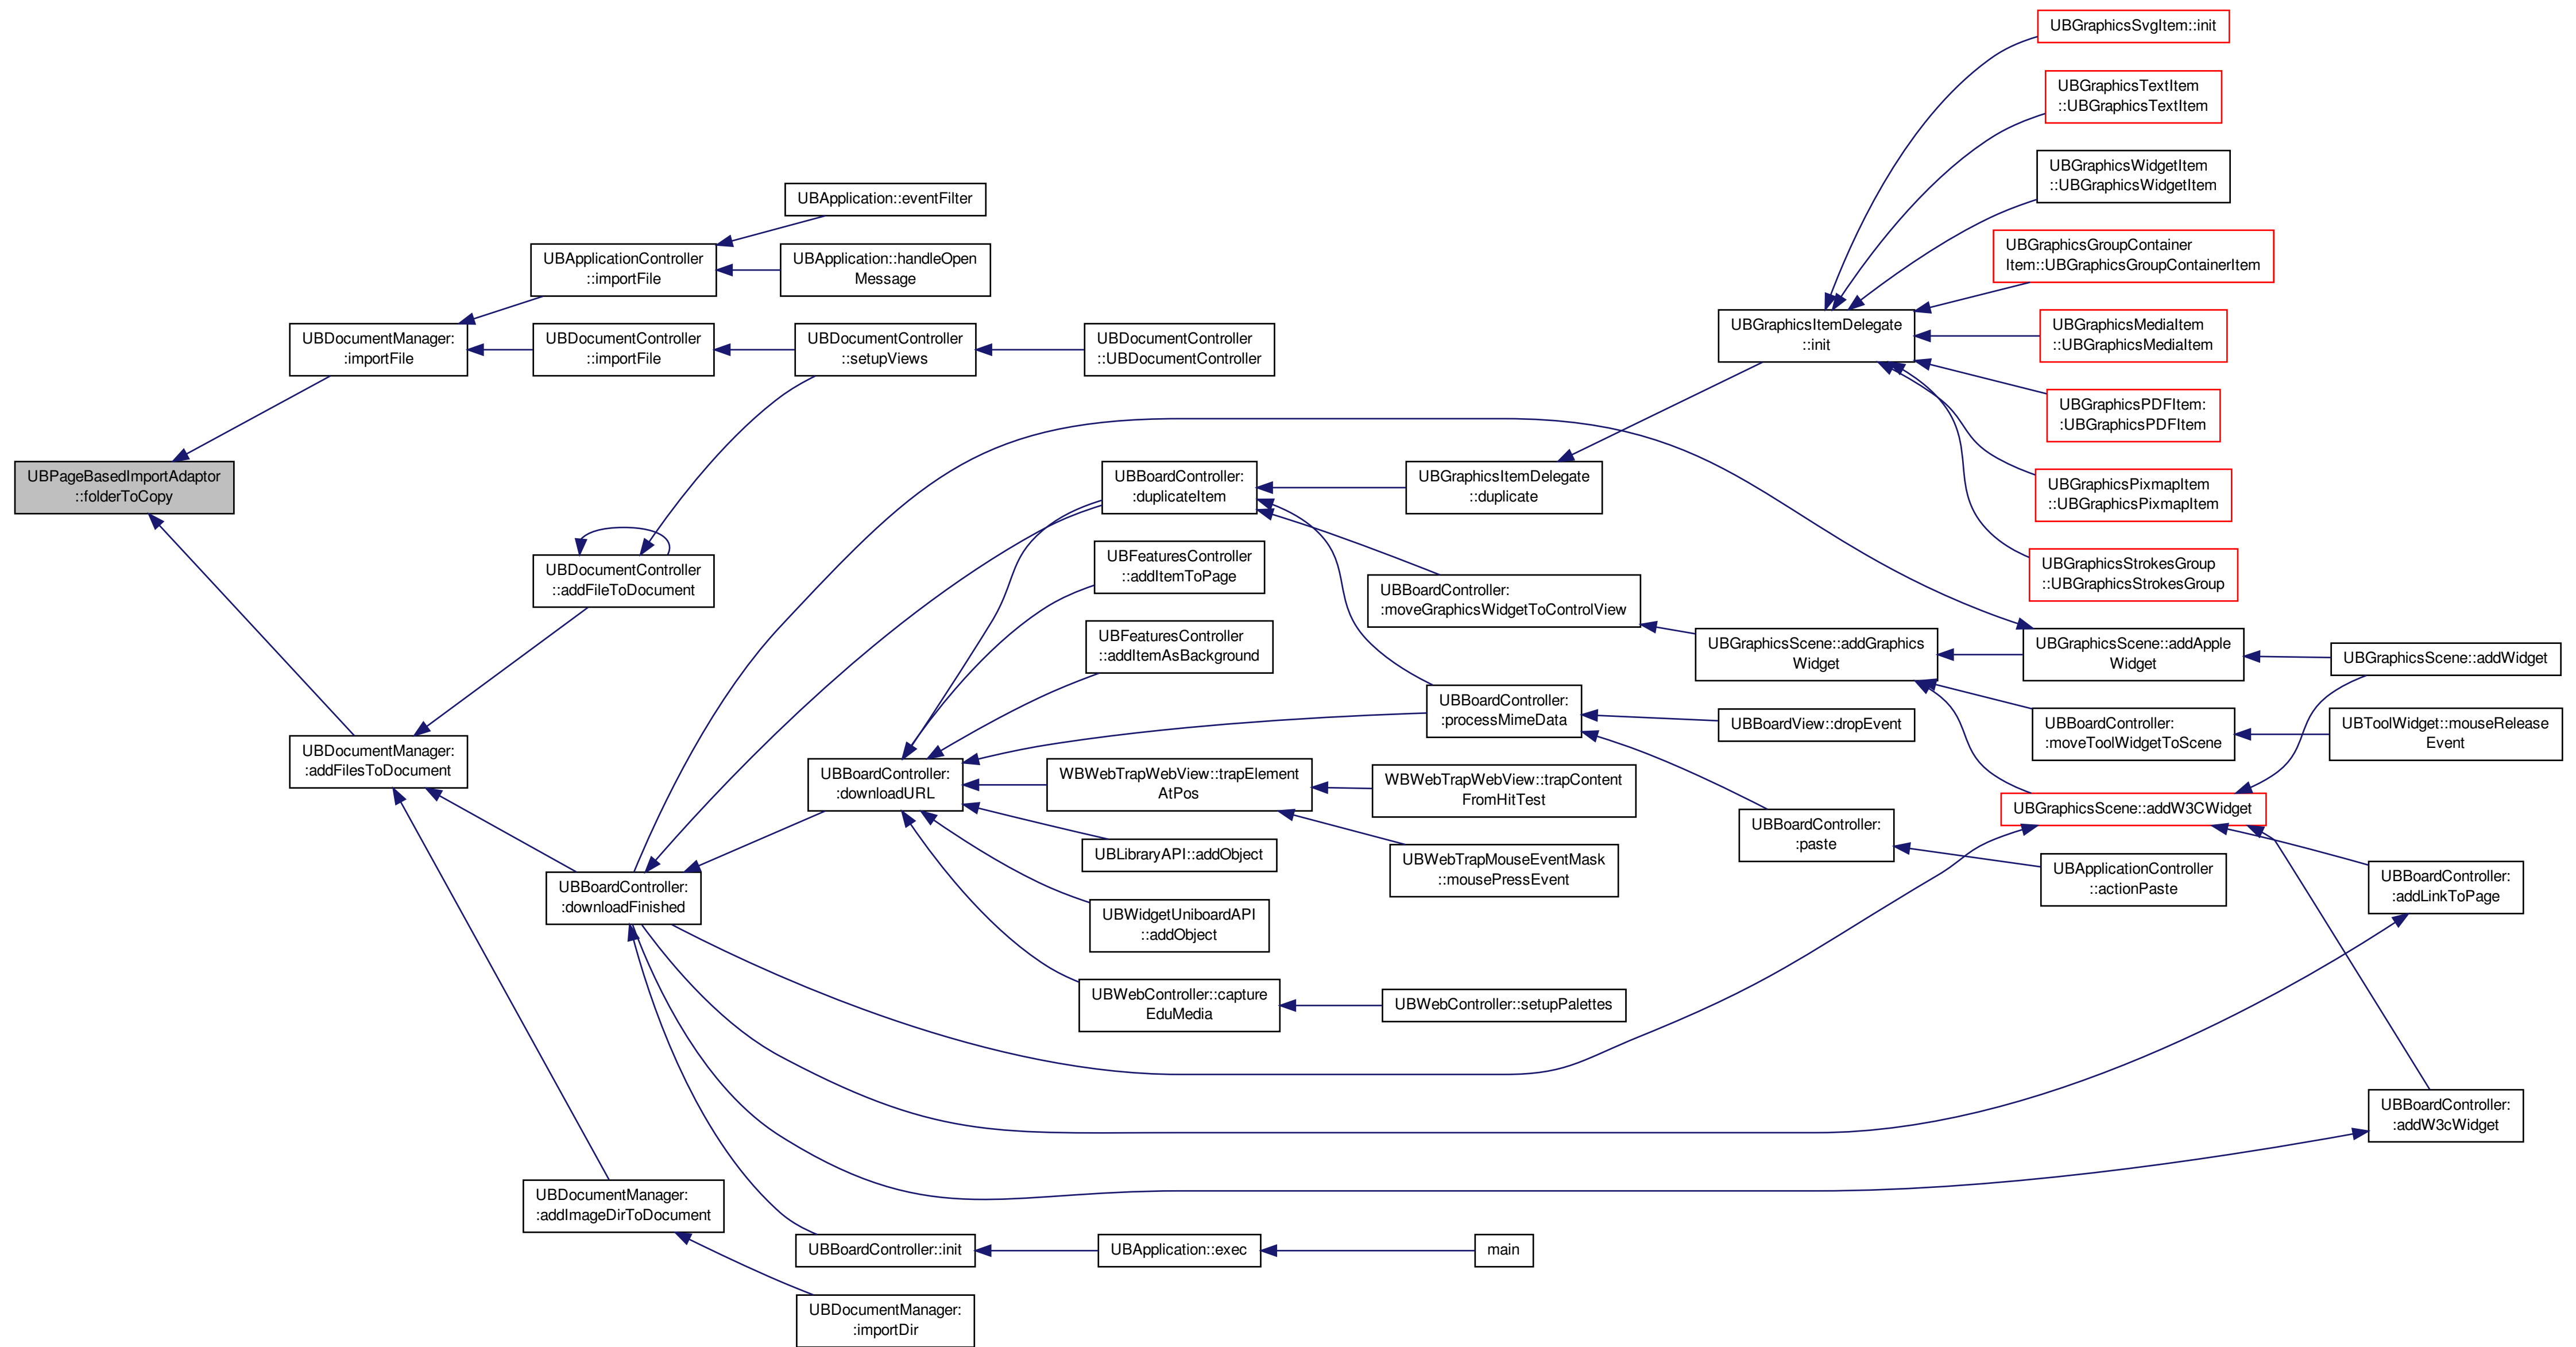 UBGraphicsSvgItem::init
UBGraphicsTextItem
::UBGraphicsTextItem
UBGraphicsWidgetItem
::UBGraphicsWidgetItem
UBApplication::eventFilter
UBGraphicsGroupContainer
Item::UBGraphicsGroupContainerItem
UBApplicationController
::importFile
UBApplication::handleOpen
Message
UBDocumentManager:
:importFile
UBDocumentController
::importFile
UBDocumentController
::setupViews
UBDocumentController
::UBDocumentController
UBGraphicsItemDelegate
::init
UBGraphicsMediaItem
::UBGraphicsMediaItem
UBGraphicsPDFItem:
:UBGraphicsPDFItem
UBPageBasedImportAdaptor
::folderToCopy
UBBoardController:
:duplicateItem
UBGraphicsItemDelegate
::duplicate
UBGraphicsPixmapItem
::UBGraphicsPixmapItem
UBDocumentController
::addFileToDocument
UBFeaturesController
::addItemToPage
UBGraphicsStrokesGroup
::UBGraphicsStrokesGroup
UBBoardController:
:moveGraphicsWidgetToControlView
UBFeaturesController
::addItemAsBackground
UBGraphicsScene::addGraphics
Widget
UBGraphicsScene::addApple
Widget
UBGraphicsScene::addWidget
UBBoardController:
:processMimeData
UBBoardView::dropEvent
UBBoardController:
:moveToolWidgetToScene
UBToolWidget::mouseRelease
Event
UBDocumentManager:
:addFilesToDocument
UBBoardController:
:downloadURL
WBWebTrapWebView::trapElement
AtPos
WBWebTrapWebView::trapContent
FromHitTest
UBGraphicsScene::addW3CWidget
UBBoardController:
:paste
UBLibraryAPI::addObject
UBWebTrapMouseEventMask
::mousePressEvent
UBApplicationController
::actionPaste
UBBoardController:
:addLinkToPage
UBBoardController:
:downloadFinished
UBWidgetUniboardAPI
::addObject
UBWebController::capture
EduMedia
UBWebController::setupPalettes
UBBoardController:
:addW3cWidget
UBDocumentManager:
:addImageDirToDocument
UBBoardController::init
UBApplication::exec
main
UBDocumentManager:
:importDir